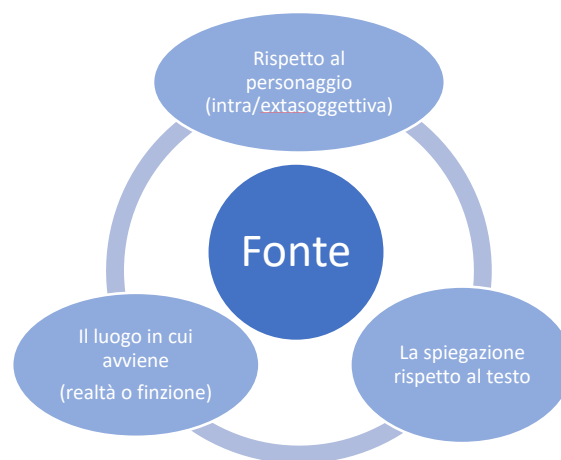 Rispetto al
personaggio
(intra/extasoggettiva)
Fonte
Il luogo in cui
avviene
(realtà o finzione)
La spiegazione
rispetto al testo